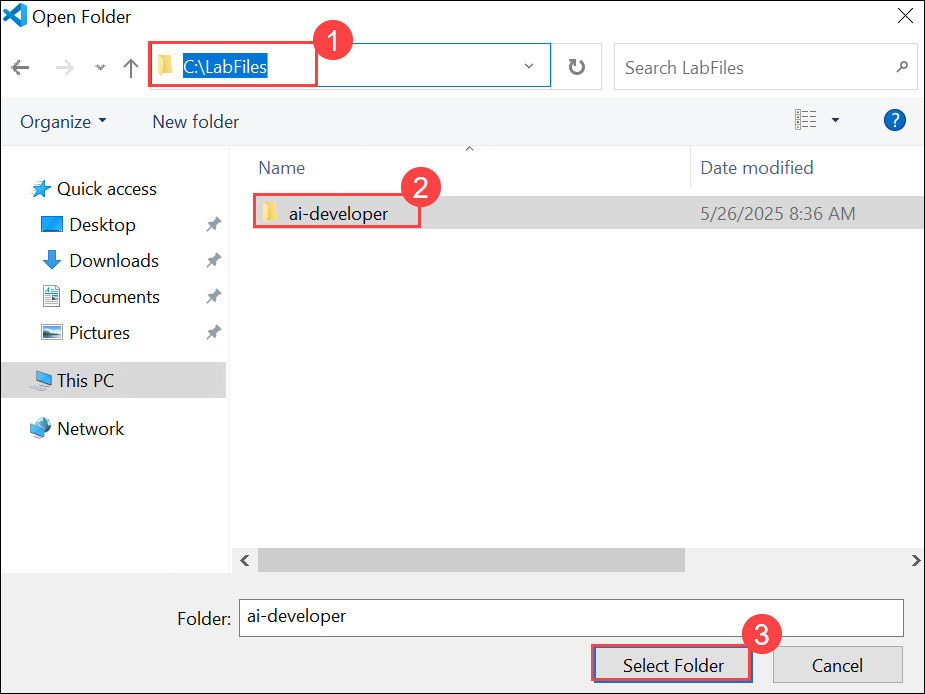 Open Folder
1
C:\LabFiles
Search LabFiles
Organize
New folder
?
Name
Date modified
2
Quick access
ai-developer
5/26/2025 8:36 AM
Desktop
Downloads
Documents
Pictures
This PC
Network
Folder:
ai-developer
3
Select Folder
Cancel